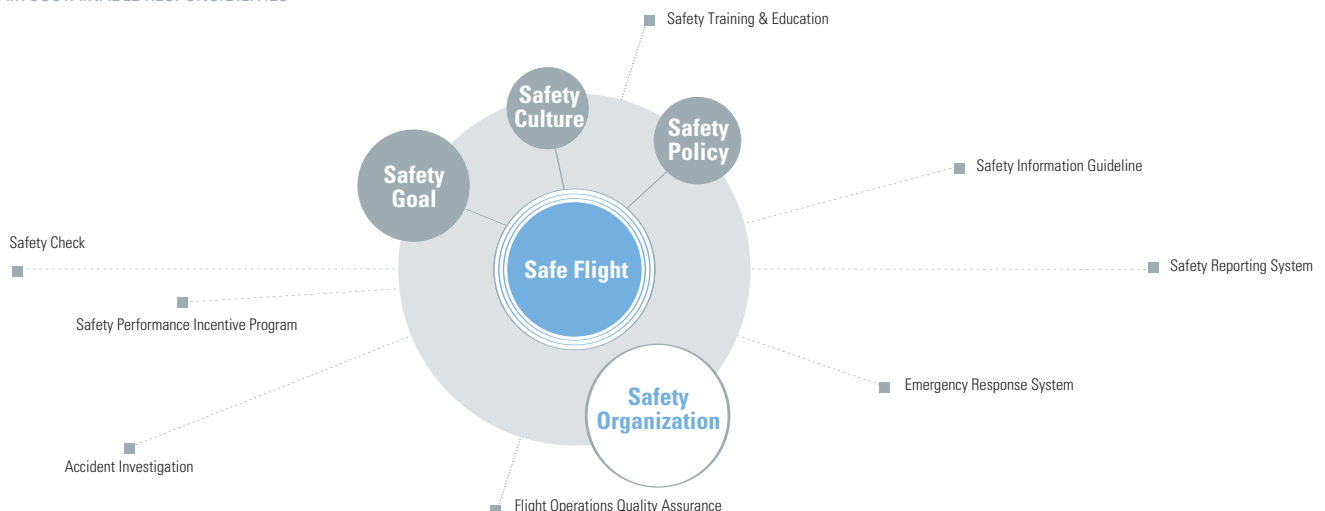 Safety Training & Education
Safety
Culture
Safety
Policy
Safety Information Guideline
Safety
Goal
Safety Check
Safe Flight
Safety Reporting System
Safety Performance Incentive Program
Emergency Response System
Safety
Organization
Accident Investigation
Flight Operations Quality Assurance